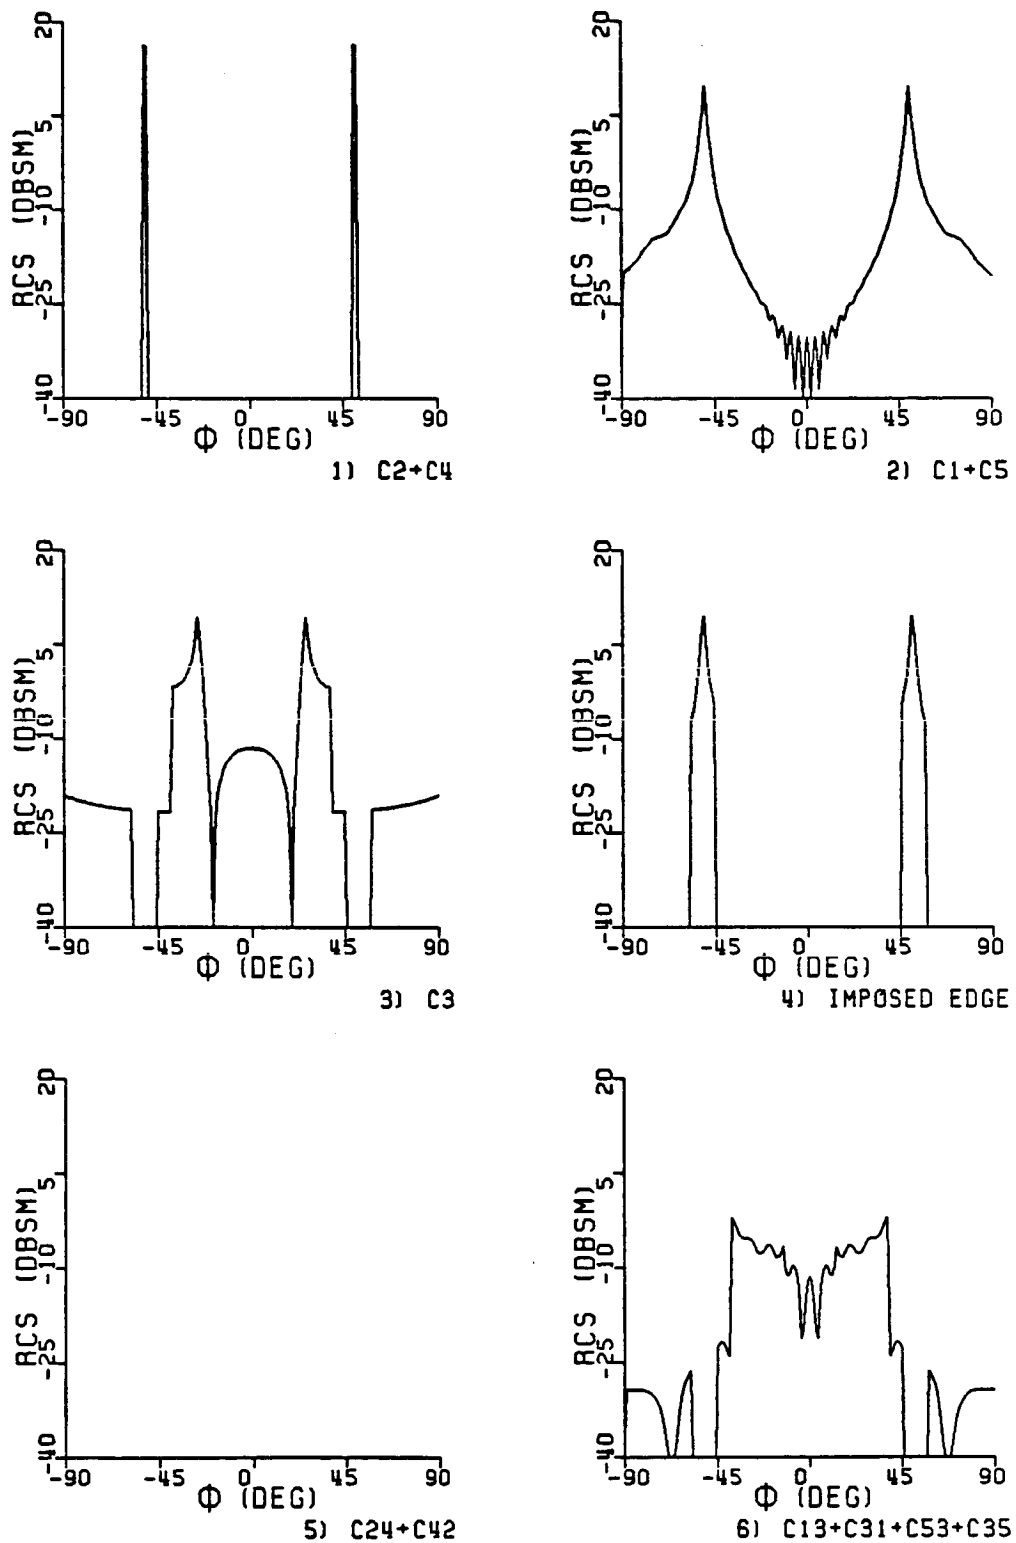 20
5
-10
-25
-40
RCS (DBSM)
-90 -45 0 45 90
Φ (DEG)
1) C2+C4
20
5
-10
-25
-40
RCS (DBSM)
-90 -45 0 45 90
Φ (DEG)
2) C1+C5
20
5
-10
-25
-40
RCS (DBSM)
-90 -45 0 45 90
Φ (DEG)
3) C3
20
5
-10
-25
-40
RCS (DBSM)
-90 -45 0 45 90
Φ (DEG)
4) IMPOSED EDGE
20
5
-10
-25
-40
RCS (DBSM)
-90 -45 0 45 90
Φ (DEG)
5) C24+C42
20
5
-10
-25
-40
RCS (DBSM)
-90 -45 0 45 90
Φ (DEG)
6) C13+C31+C53+C35